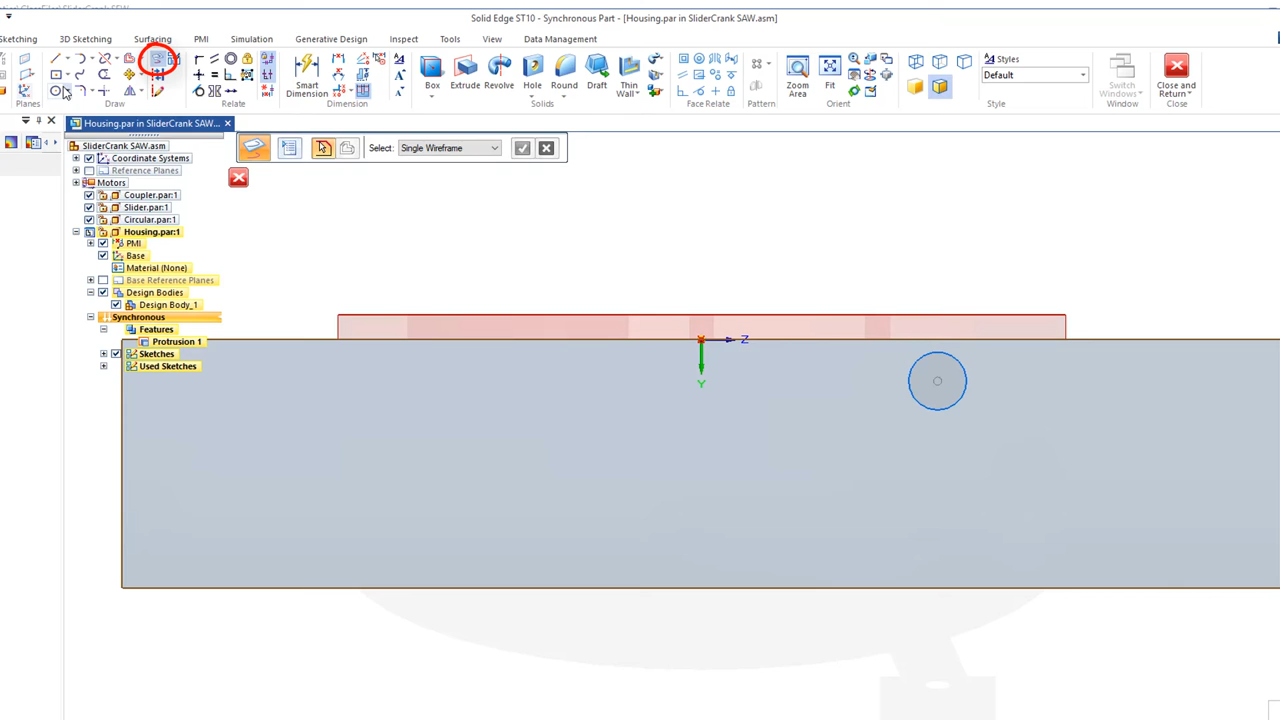 Solid Edge ST10 - Synchronous Part - [Housing.par in SliderCrank SAW.asm]
Sketching 3D Sketching Surfacing PMI Simulation Generative Design Inspect Tools View Data Management
Smart Dimension
Box Extrude Revolve Hole Round Draft Thin Wall
Zoom Area Fit
Styles
Default
Switch Windows
Close and Return
Planes Draw Relate Dimension Solids Face Relate Pattern Orient Style Window Close
Housing.par in SliderCrank SAW...
SliderCrank SAW.asm
Select: Single Wireframe
Coordinate Systems
Reference Planes
Motors
Coupler.par:1
Slider.par:1
Circular.par:1
Housing.par:1
PMI
Base
Material (None)
Base Reference Planes
Design Bodies
Design Body_1
Synchronous
Features
Protrusion 1
Sketches
Used Sketches
Z
Y